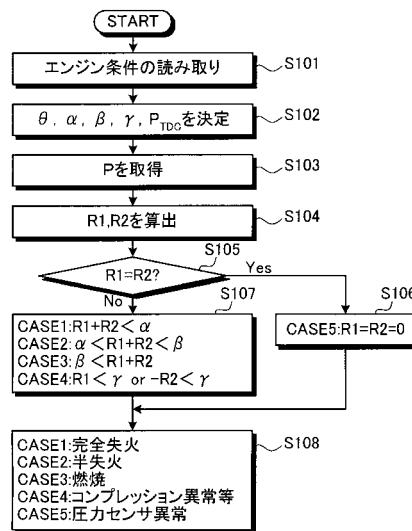 START
エンジン条件の読み取り
S101
θ, α, β, γ, PTDCを決定
S102
Pを取得
S103
R1,R2を算出
S104
R1=R2?
S105
Yes
No
S107
CASE1:R1+R2<α
CASE2:α<R1+R2<β
CASE3:β<R1+R2
CASE4:R1<γ or -R2<γ
S106
CASE5:R1=R2=0
CASE1:完全失火
CASE2:半失火
CASE3:燃焼
CASE4:コンプレッション異常等
CASE5:圧力センサ異常
S108